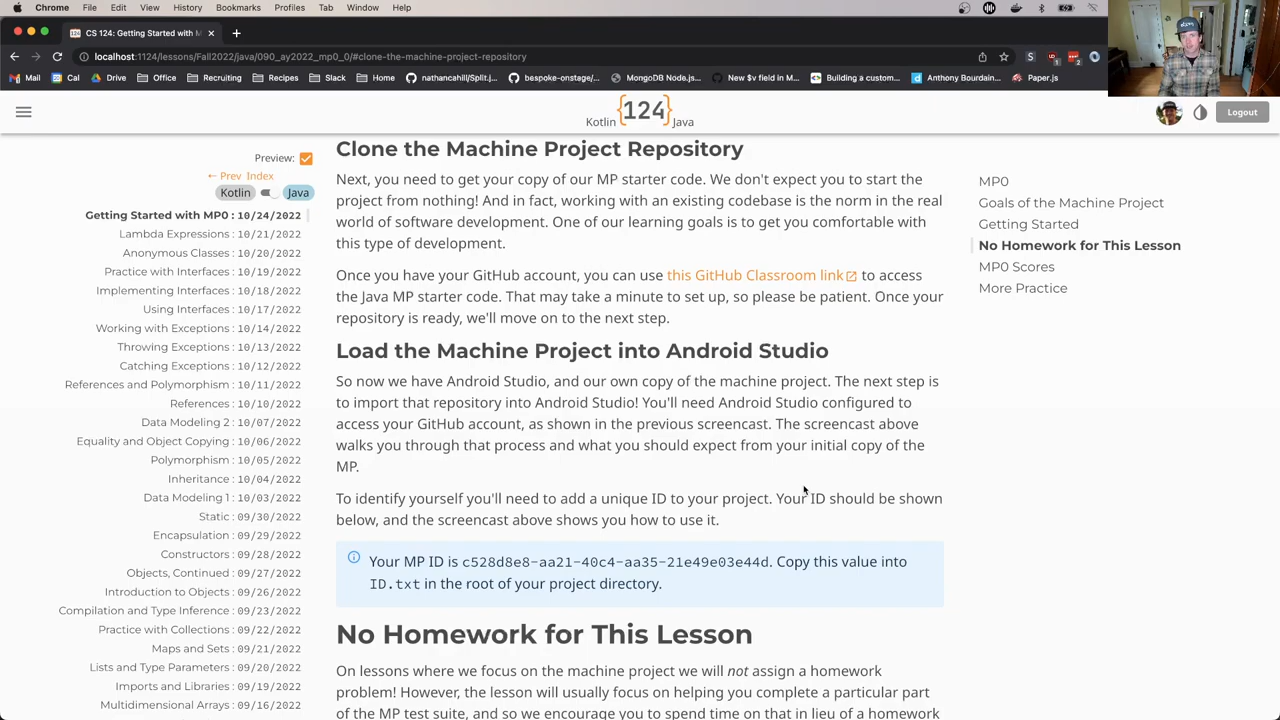 Chrome File Edit View History Bookmarks Profiles Tab Window Help
CS 124: Getting Started with M
localhost:1124/lessons/Fall2022/java/090_ay2022_mp0_0/#clone-the-machine-project-repository
Mail Cal Drive Office Recruiting Recipes Slack Comedy nathancahill/Split.j... bespoke-onstage/... MongoDB Node.js... New $v field in M... Building a custom... Anthony Bourdain... Paper.js
Kotlin {124} Java
Logout
Preview:
← Prev Index
Kotlin Java
Getting Started with MP0 : 10/24/2022
Lambda Expressions : 10/21/2022
Anonymous Classes : 10/20/2022
Practice with Interfaces : 10/19/2022
Implementing Interfaces : 10/18/2022
Using Interfaces : 10/17/2022
Working with Exceptions : 10/14/2022
Throwing Exceptions : 10/13/2022
Catching Exceptions : 10/12/2022
References and Polymorphism : 10/11/2022
References : 10/10/2022
Data Modeling 2 : 10/07/2022
Equality and Object Copying : 10/06/2022
Polymorphism : 10/05/2022
Inheritance : 10/04/2022
Data Modeling 1 : 10/03/2022
Static : 09/30/2022
Encapsulation : 09/29/2022
Constructors : 09/28/2022
Objects, Continued : 09/27/2022
Introduction to Objects : 09/26/2022
Compilation and Type Inference : 09/23/2022
Practice with Collections : 09/22/2022
Maps and Sets : 09/21/2022
Lists and Type Parameters : 09/20/2022
Imports and Libraries : 09/19/2022
Multidimensional Arrays : 09/16/2022
Clone the Machine Project Repository
Next, you need to get your copy of our MP starter code. We don't expect you to start the
project from nothing! And in fact, working with an existing codebase is the norm in the real
world of software development. One of our learning goals is to get you comfortable with
this type of development.
Once you have your GitHub account, you can use this GitHub Classroom link to access
the Java MP starter code. That may take a minute to set up, so please be patient. Once your
repository is ready, we'll move on to the next step.
Load the Machine Project into Android Studio
So now we have Android Studio, and our own copy of the machine project. The next step is
to import that repository into Android Studio! You'll need Android Studio configured to
access your GitHub account, as shown in the previous screencast. The screencast above
walks you through that process and what you should expect from your initial copy of the
MP.
To identify yourself you'll need to add a unique ID to your project. Your ID should be shown
below, and the screencast above shows you how to use it.
Your MP ID is c528d8e8-aa21-40c4-aa35-21e49e03e44d. Copy this value into
ID.txt in the root of your project directory.
No Homework for This Lesson
On lessons where we focus on the machine project we will not assign a homework
problem! However, the lesson will usually focus on helping you complete a particular part
of the MP test suite, and so we encourage you to spend time on that in lieu of a homework
MP0
Goals of the Machine Project
Getting Started
No Homework for This Lesson
MP0 Scores
More Practice